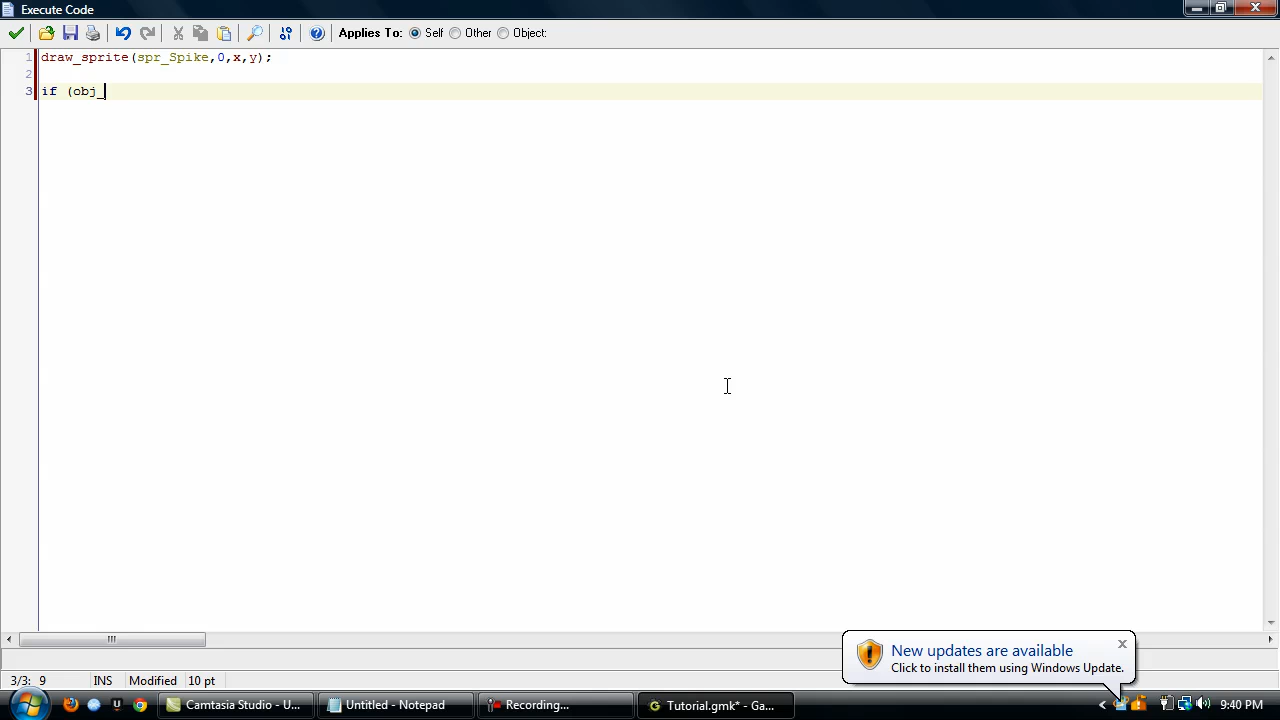 Execute Code
Applies To: Self Other Object:
1 draw_sprite(spr_Spike,0,x,y);
2
3 if (obj_
New updates are available
Click to install them using Windows Update.
3/3: 9 INS Modified 10 pt
Camtasia Studio - U... Untitled - Notepad Recording... Tutorial.gmk* - Ga... 9:40 PM